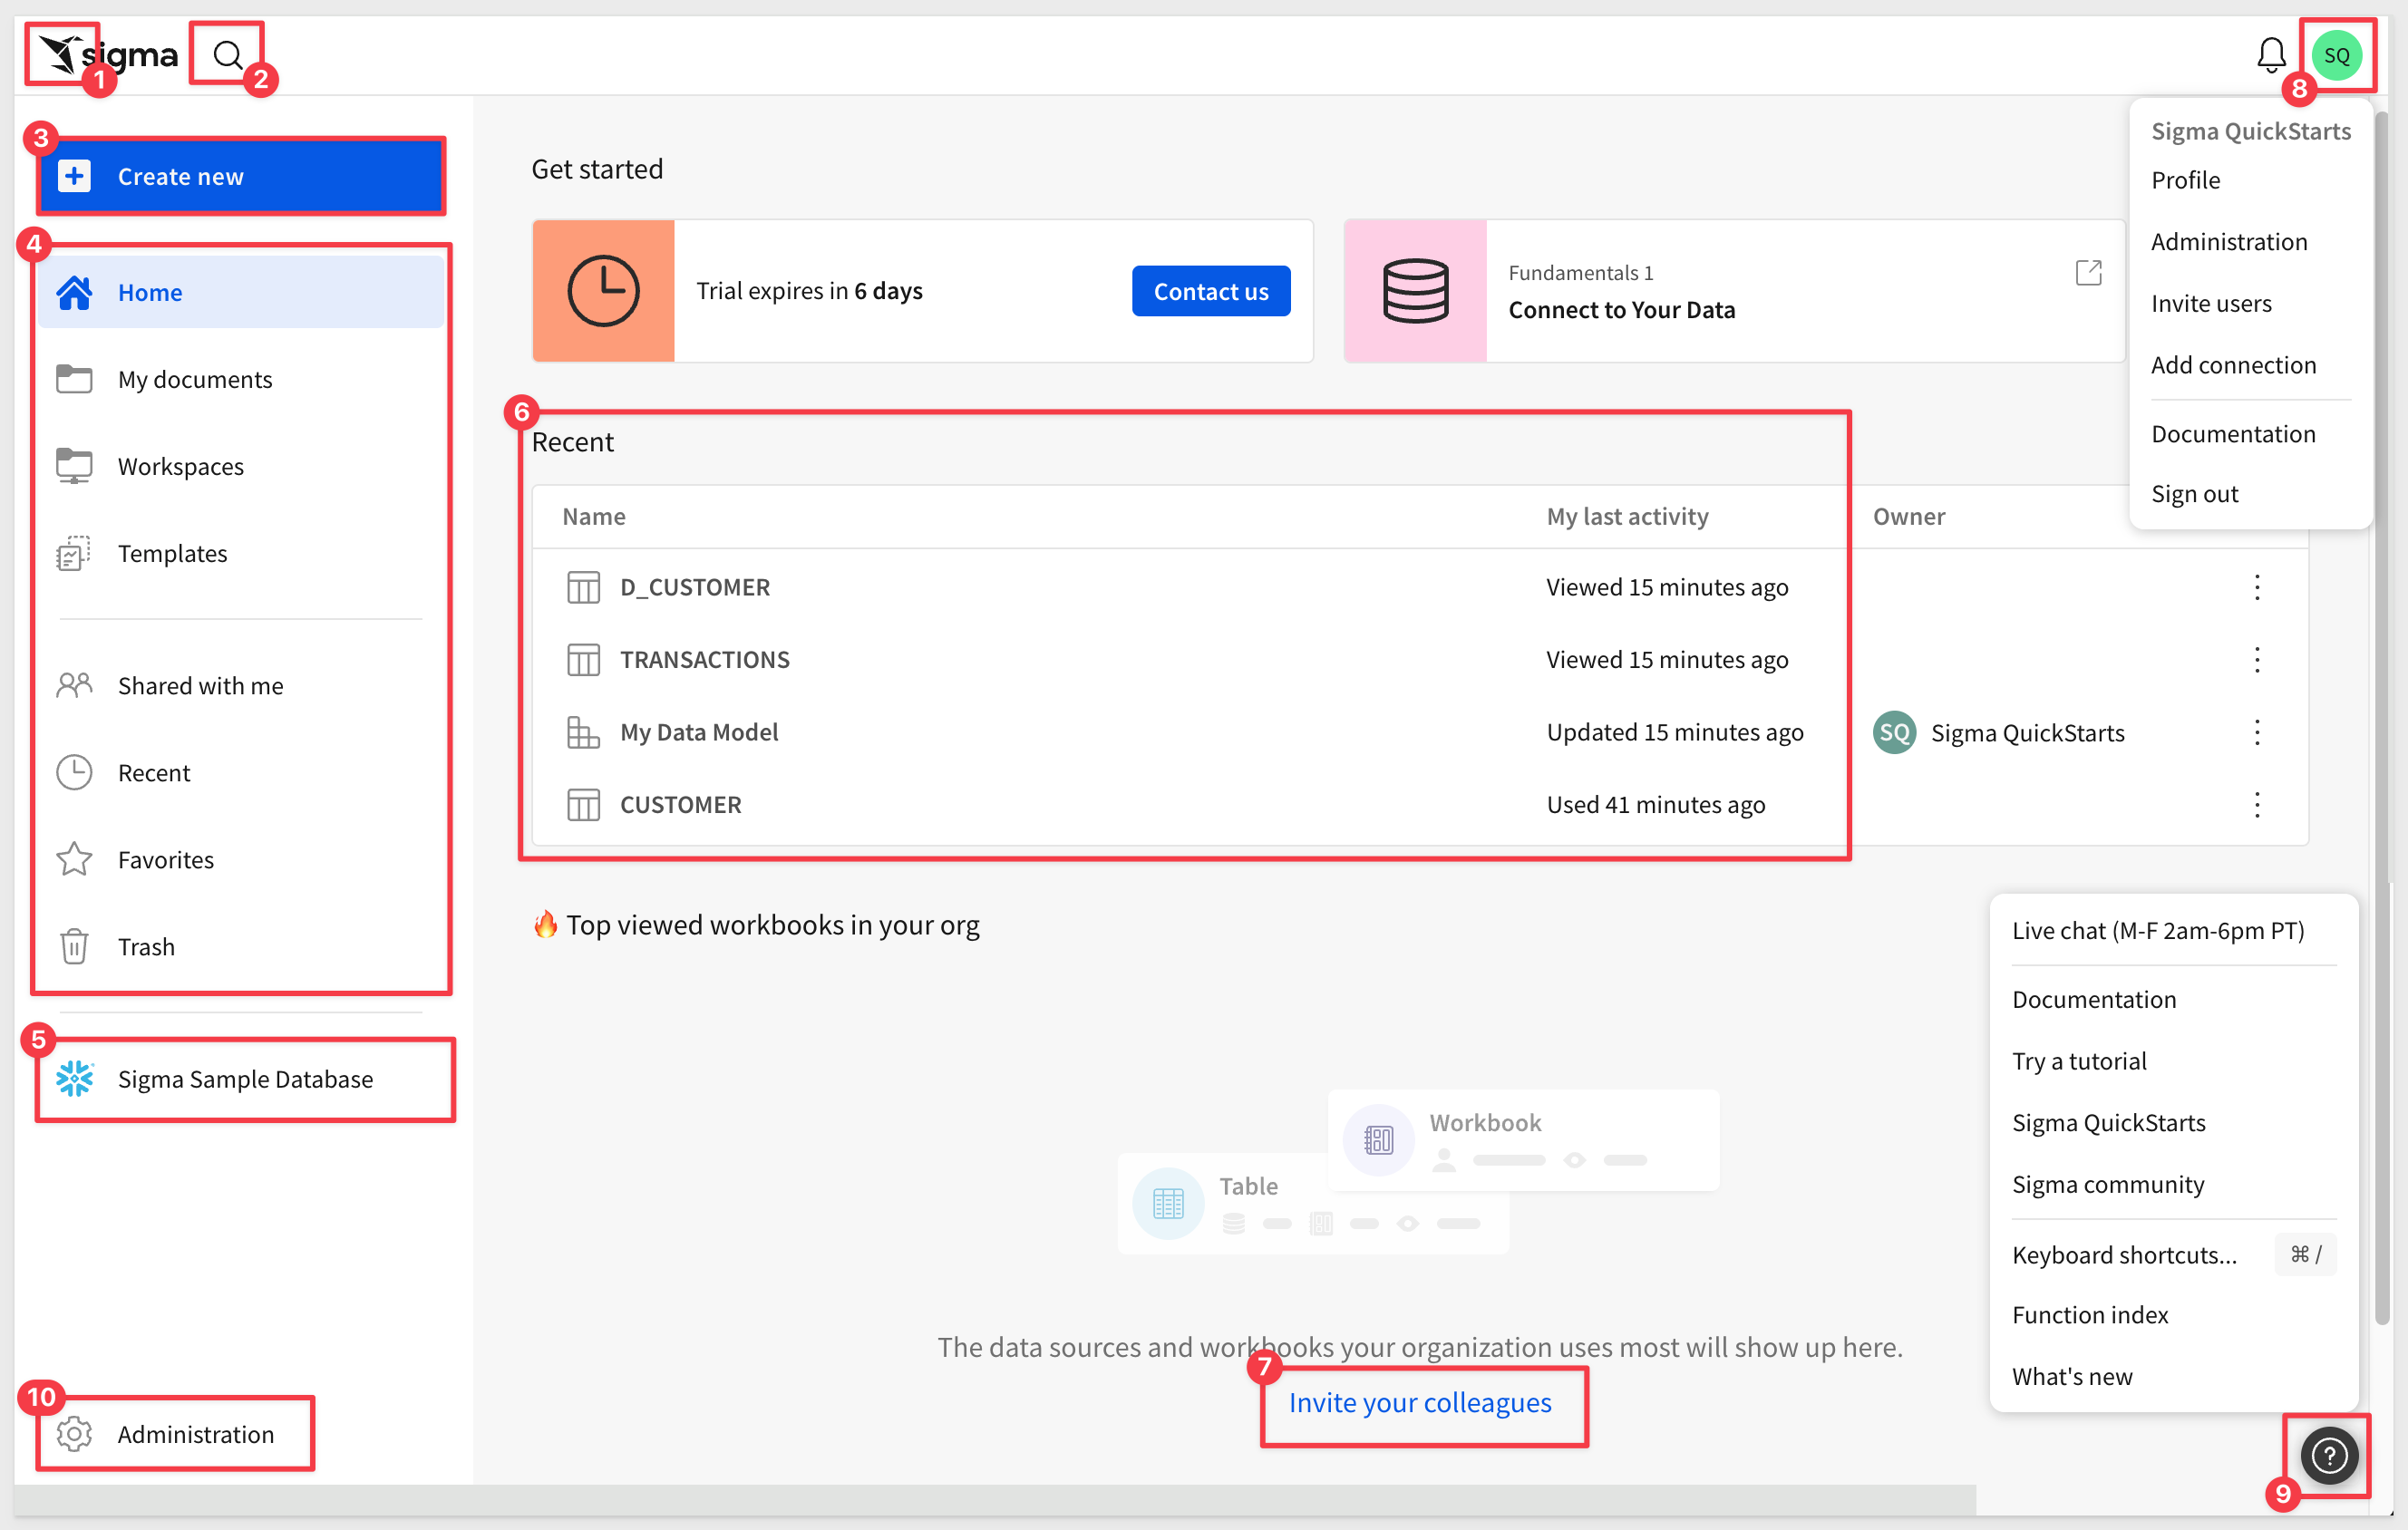 sigma
1
2
SQ
8
3
Create new
4
Home
My documents
Workspaces
Templates
Shared with me
Recent
Favorites
Trash
5
Sigma Sample Database
10
Administration
Get started
Trial expires in 6 days
Contact us
Fundamentals 1
Connect to Your Data
6
Recent
Name My last activity Owner
D_CUSTOMER Viewed 15 minutes ago
TRANSACTIONS Viewed 15 minutes ago
My Data Model Updated 15 minutes ago SQ Sigma QuickStarts
CUSTOMER Used 41 minutes ago
🔥 Top viewed workbooks in your org
Workbook
Table
The data sources and workbooks your organization uses most will show up here.
7
Invite your colleagues
Sigma QuickStarts
Profile
Administration
Invite users
Add connection
Documentation
Sign out
Live chat (M-F 2am-6pm PT)
Documentation
Try a tutorial
Sigma QuickStarts
Sigma community
Keyboard shortcuts... ⌘ /
Function index
What's new
?
9